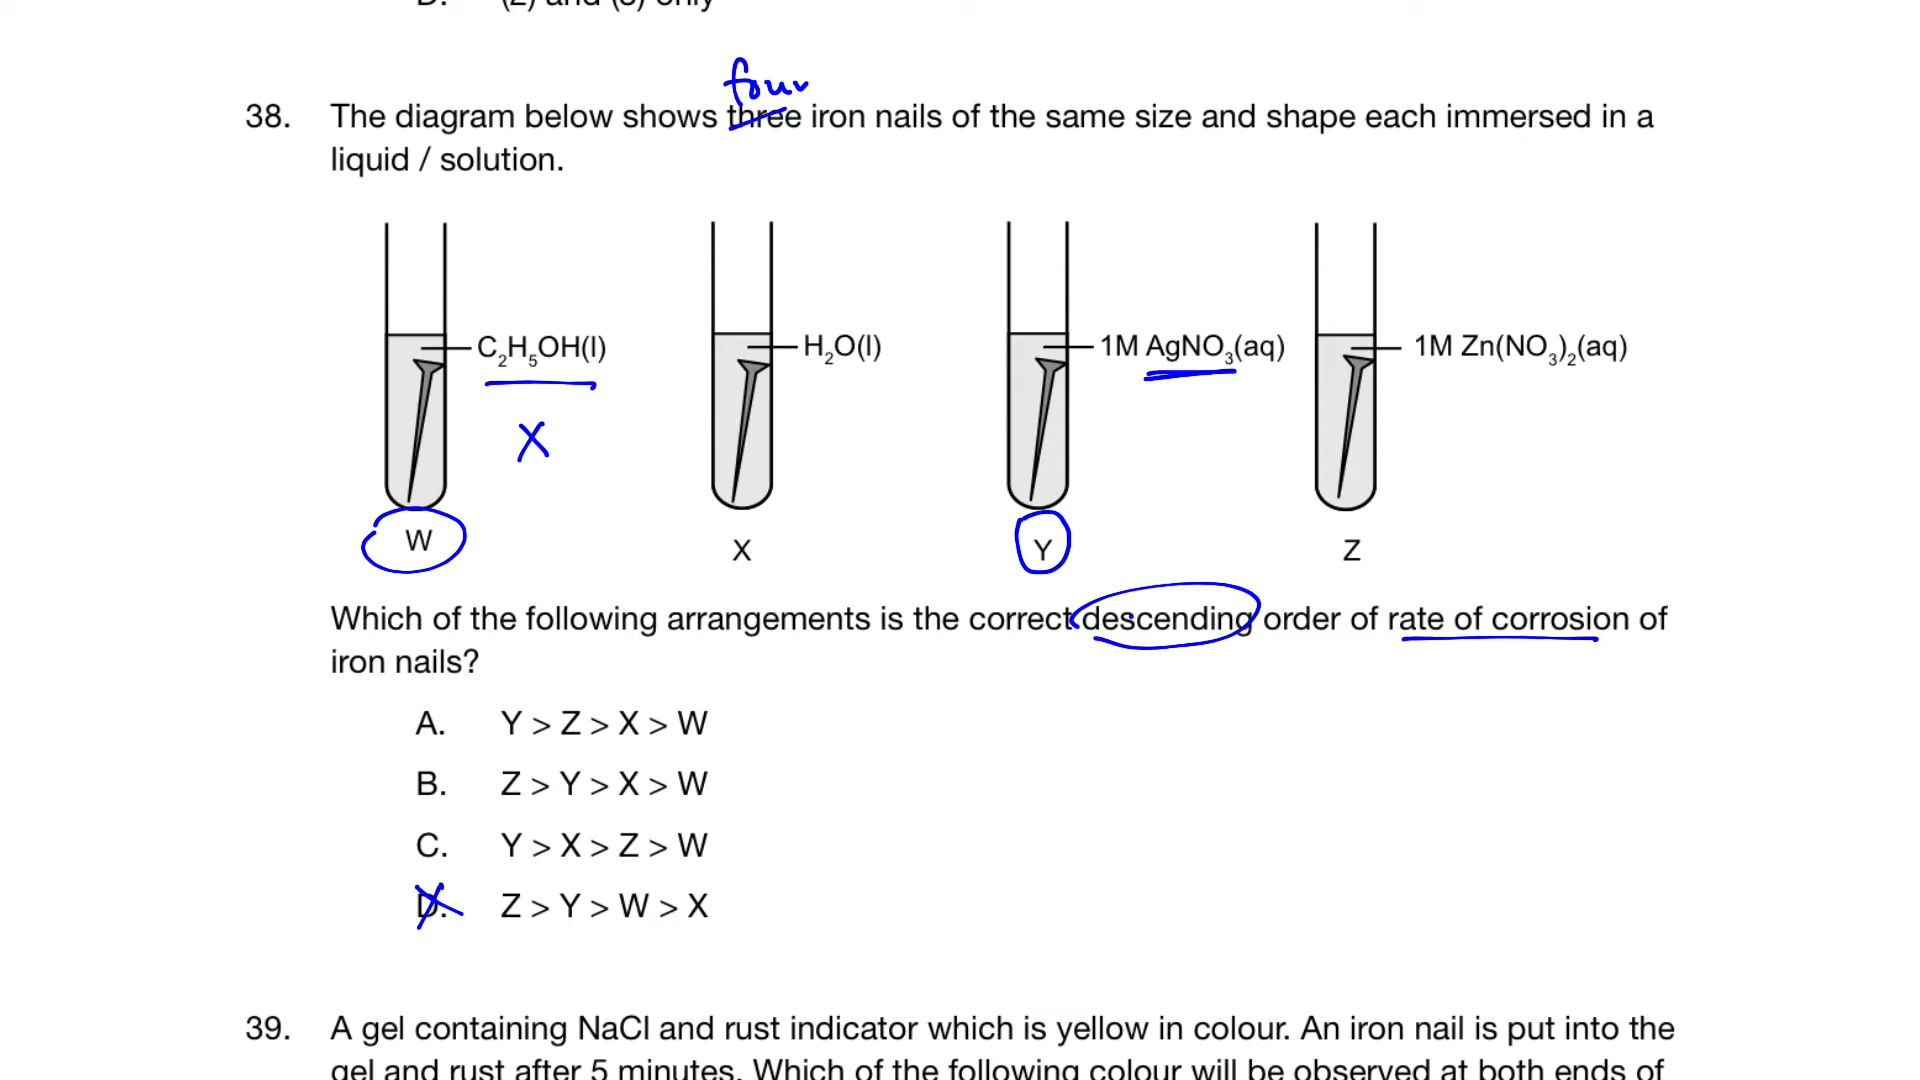 D. (2) and (3) only
four
38. The diagram below shows three iron nails of the same size and shape each immersed in a
liquid / solution.
C₂H₅OH(l) H₂O(l) 1M AgNO₃(aq) 1M Zn(NO₃)₂(aq)
X
W X Y Z
Which of the following arrangements is the correct descending order of rate of corrosion of
iron nails?
A. Y > Z > X > W
B. Z > Y > X > W
C. Y > X > Z > W
D. Z > Y > W > X
39. A gel containing NaCl and rust indicator which is yellow in colour. An iron nail is put into the
gel and rust after 5 minutes. Which of the following colour will be observed at both ends of